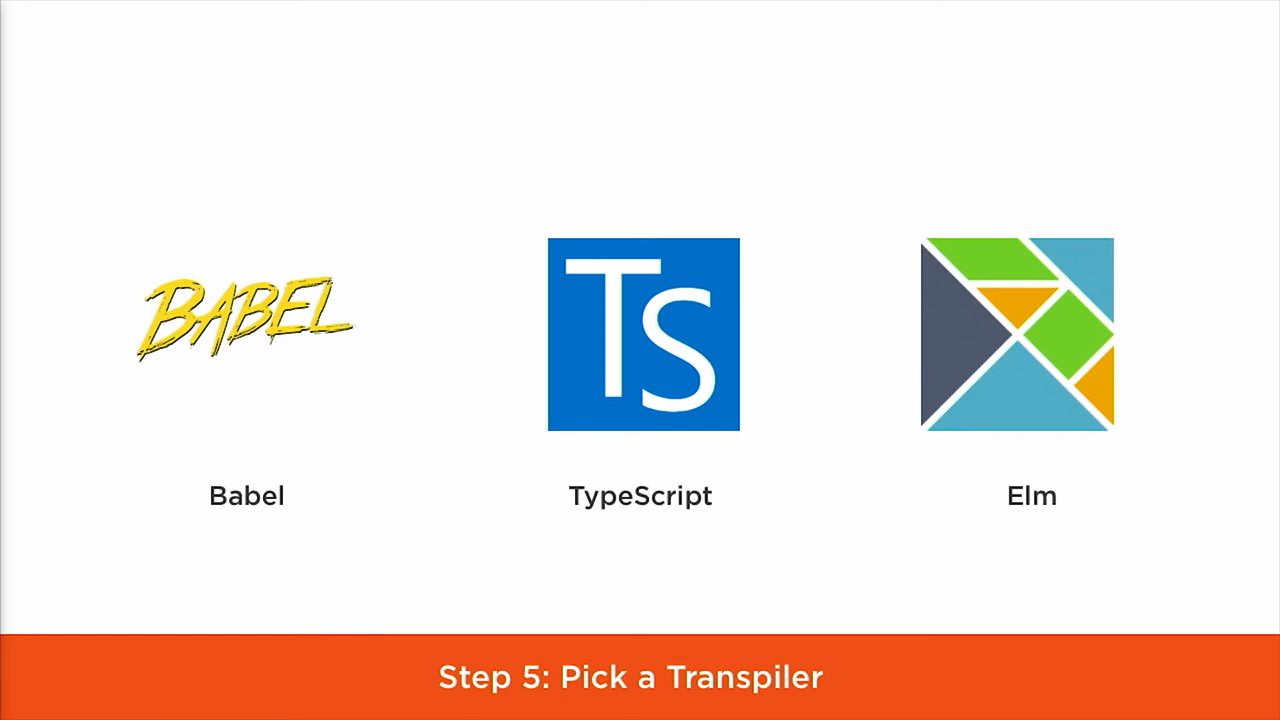 BABEL
TS
Babel
TypeScript
Elm
Step 5: Pick a Transpiler